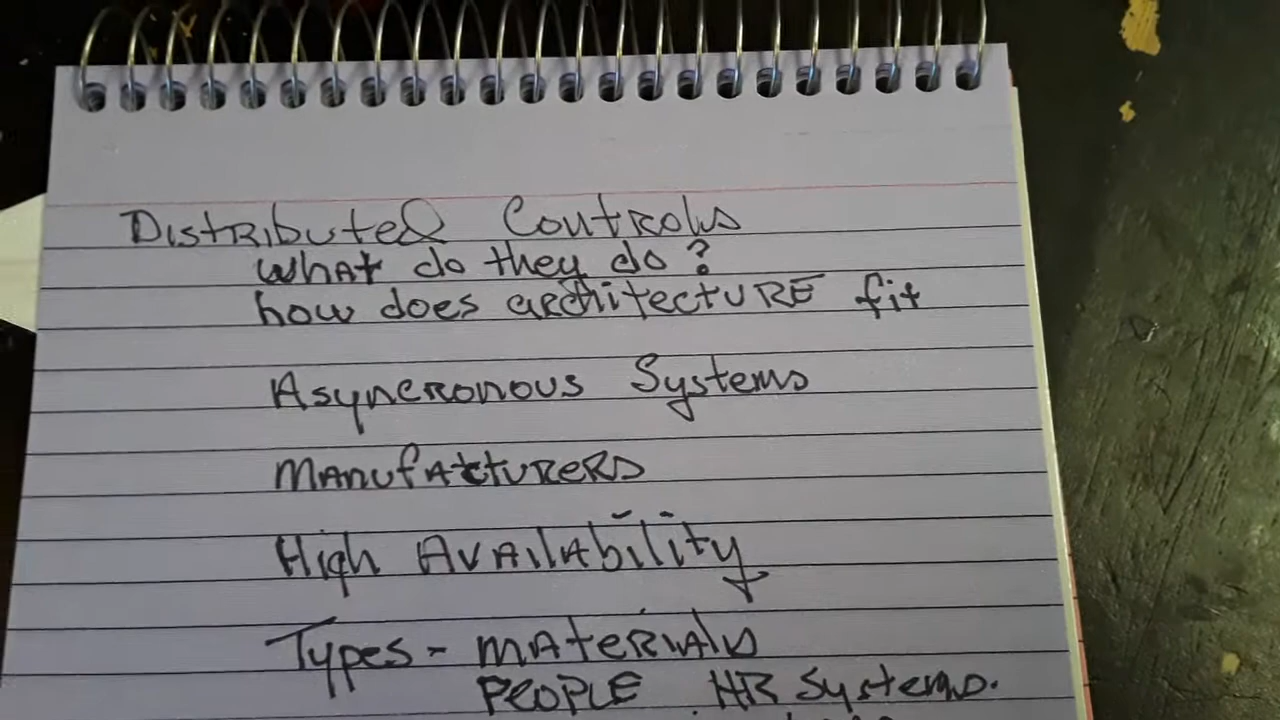 Distributed Controls
what do they do?
how does architecture fit
Asyncronous Systems
Manufacturers
High Availability
Types - materials
PEOPLE HR Systems.